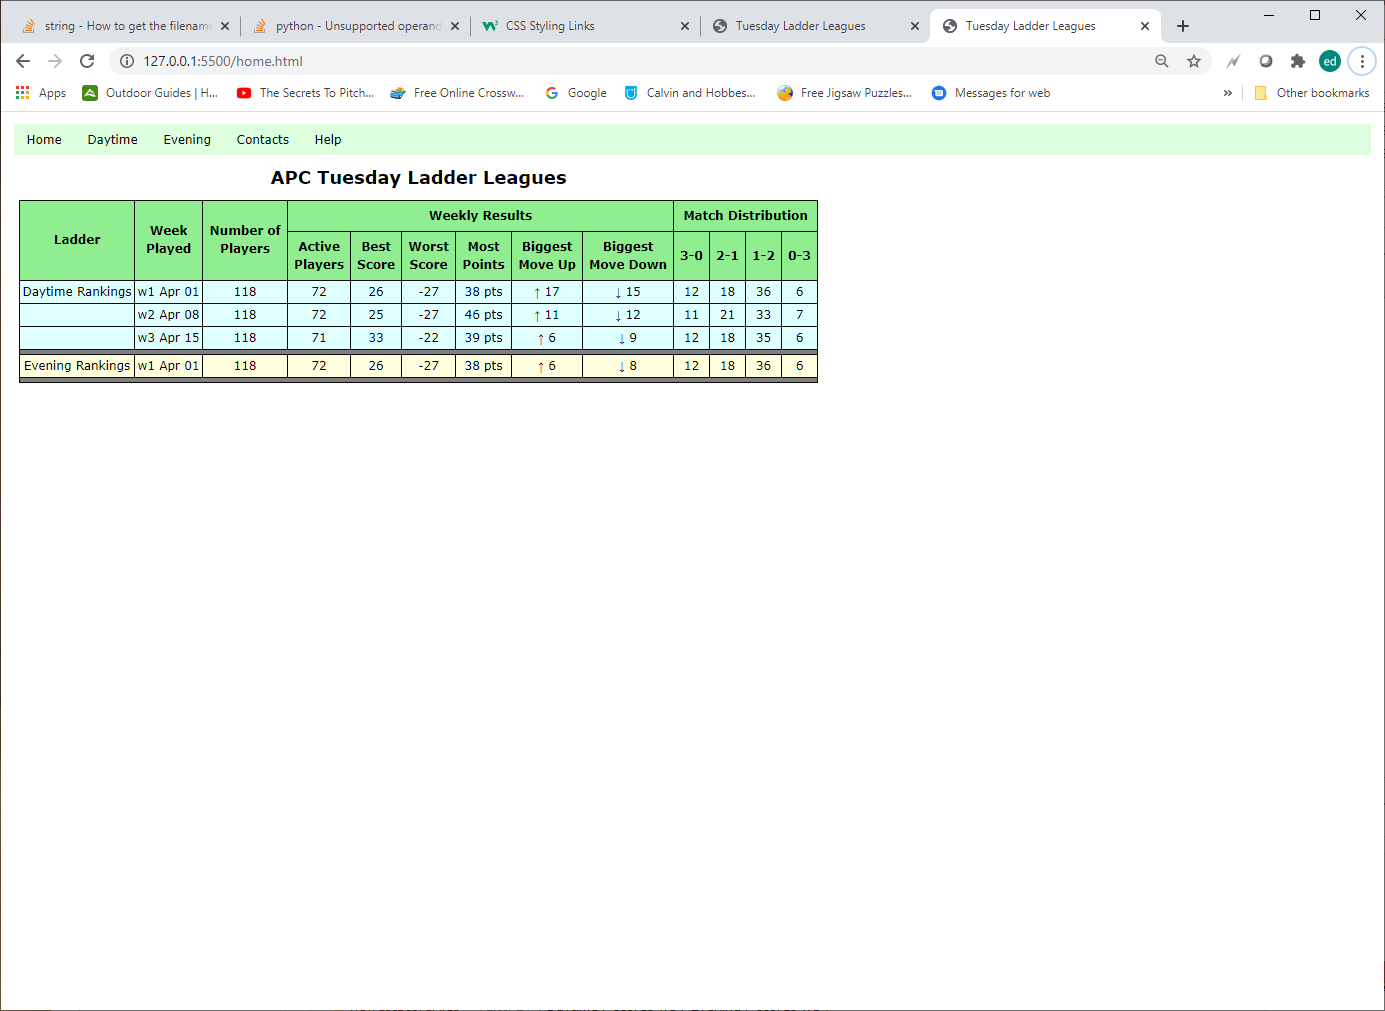 string - How to get the filename
python - Unsupported operand
CSS Styling Links
Tuesday Ladder Leagues
Tuesday Ladder Leagues
127.0.0.1:5500/home.html
ed
Apps
Outdoor Guides | H...
The Secrets To Pitch...
Free Online Crossw...
Google
Calvin and Hobbes...
Free Jigsaw Puzzles...
Messages for web
»
Other bookmarks
Home Daytime Evening Contacts Help
APC Tuesday Ladder Leagues
Ladder
Week
Played
Number of
Players
Weekly Results
Match Distribution
Active
Players
Best
Score
Worst
Score
Most
Points
Biggest
Move Up
Biggest
Move Down
3-0 2-1 1-2 0-3
Daytime Rankings w1 Apr 01 118 72 26 -27 38 pts ↑ 17 ↓ 15 12 18 36 6
w2 Apr 08 118 72 25 -27 46 pts ↑ 11 ↓ 12 11 21 33 7
w3 Apr 15 118 71 33 -22 39 pts ↑ 6 ↓ 9 12 18 35 6
Evening Rankings w1 Apr 01 118 72 26 -27 38 pts ↑ 6 ↓ 8 12 18 36 6